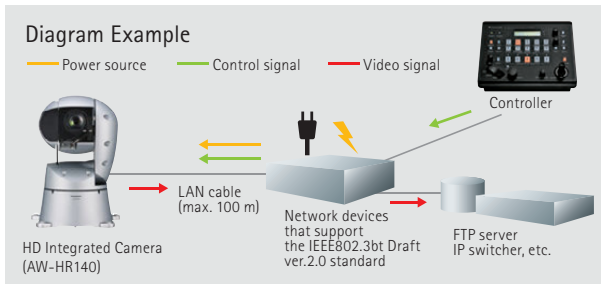 Diagram Example
Power source
Control signal
Video signal
Controller
LAN cable
(max. 100 m)
Network devices
that support
the IEEE802.3bt Draft
ver.2.0 standard
FTP server
IP switcher, etc.
HD Integrated Camera
(AW-HR140)